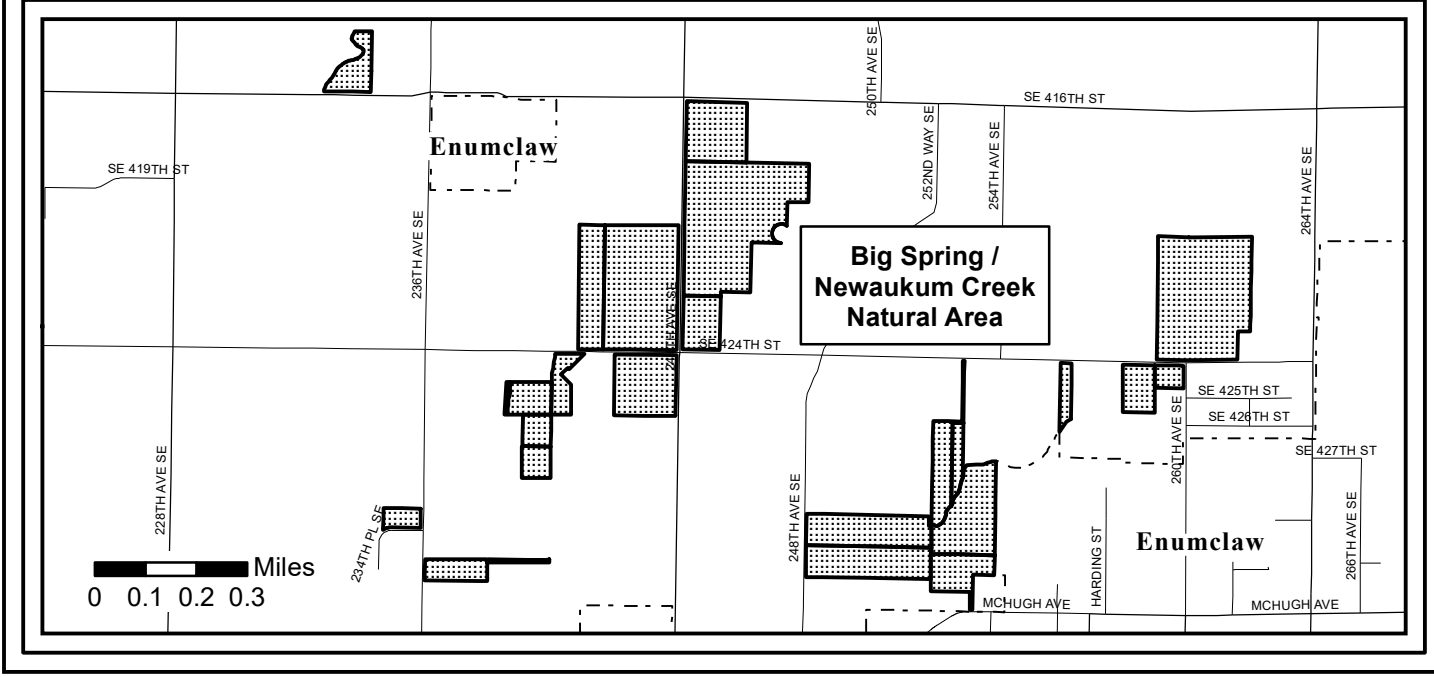 250TH AVE SE
SE 416TH ST
Enumclaw
252ND WAY SE
SE 419TH ST
254TH AVE SE
264TH AVE SE
236TH AVE SE
Big Spring /
Newaukum Creek
Natural Area
SE 424TH ST
SE 425TH ST
SE 426TH ST
260TH AVE SE
SE 427TH ST
228TH AVE SE
248TH AVE SE
234TH PL SE
Enumclaw
266TH AVE SE
HARDING ST
Miles
0 0.1 0.2 0.3
MCHUGH AVE
MCHUGH AVE